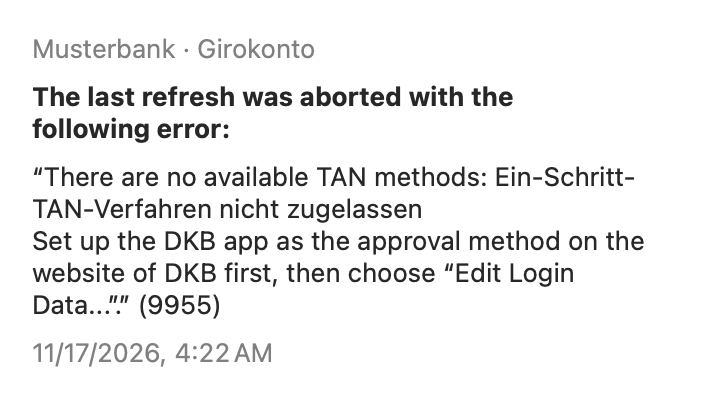 Musterbank · Girokonto
The last refresh was aborted with the
following error:
“There are no available TAN methods: Ein-Schritt-
TAN-Verfahren nicht zugelassen
Set up the DKB app as the approval method on the
website of DKB first, then choose “Edit Login
Data...”.” (9955)
11/17/2026, 4:22 AM